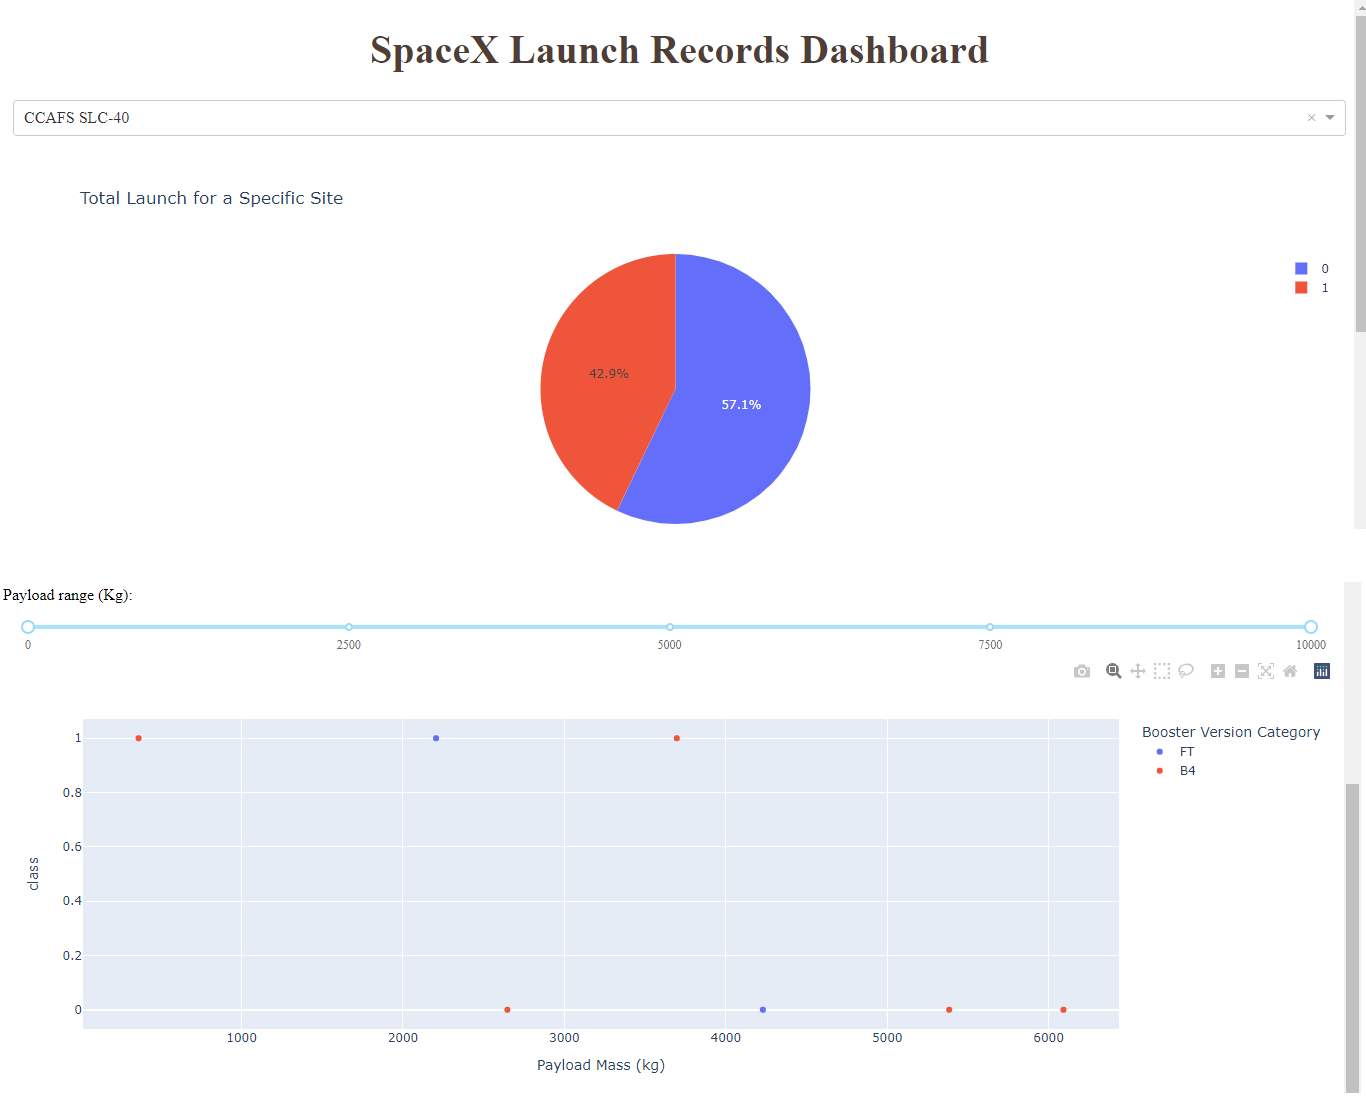 SpaceX Launch Records Dashboard
CCAFS SLC-40
×
Total Launch for a Specific Site
0
1
42.9%
57.1%
Payload range (Kg):
0 2500 5000 7500 10000
Booster Version Category
FT
B4
1
0.8
0.6
0.4
0.2
0
class
1000 2000 3000 4000 5000 6000
Payload Mass (kg)